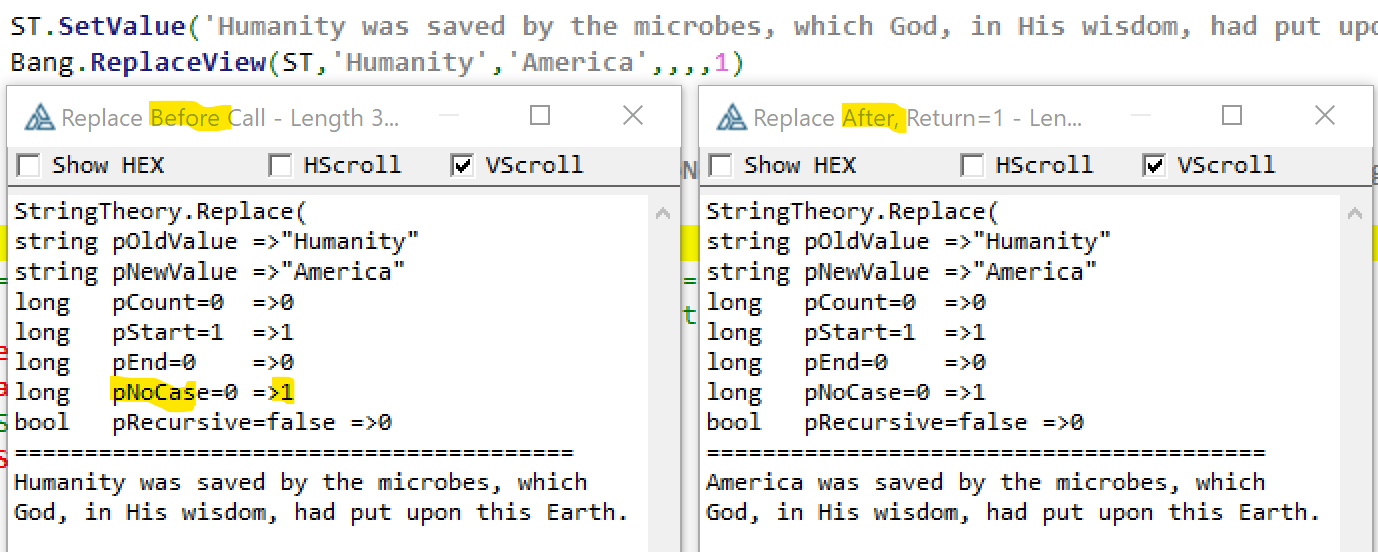 ST.SetValue('Humanity was saved by the microbes, which God, in His wisdom, had put
Bang.ReplaceView(ST,'Humanity','America',,,,1)
Replace Before Call - Length 3...
Show HEX HScroll VScroll
StringTheory.Replace(
string pOldValue =>"Humanity"
string pNewValue =>"America"
long pCount=0 =>0
long pStart=1 =>1
long pEnd=0 =>0
long pNoCase=0 =>1
bool pRecursive=false =>0
========================================
Humanity was saved by the microbes, which
God, in His wisdom, had put upon this Earth.
Replace After, Return=1 - Len...
Show HEX HScroll VScroll
StringTheory.Replace(
string pOldValue =>"Humanity"
string pNewValue =>"America"
long pCount=0 =>0
long pStart=1 =>1
long pEnd=0 =>0
long pNoCase=0 =>1
bool pRecursive=false =>0
========================================
America was saved by the microbes, which
God, in His wisdom, had put upon this Earth.